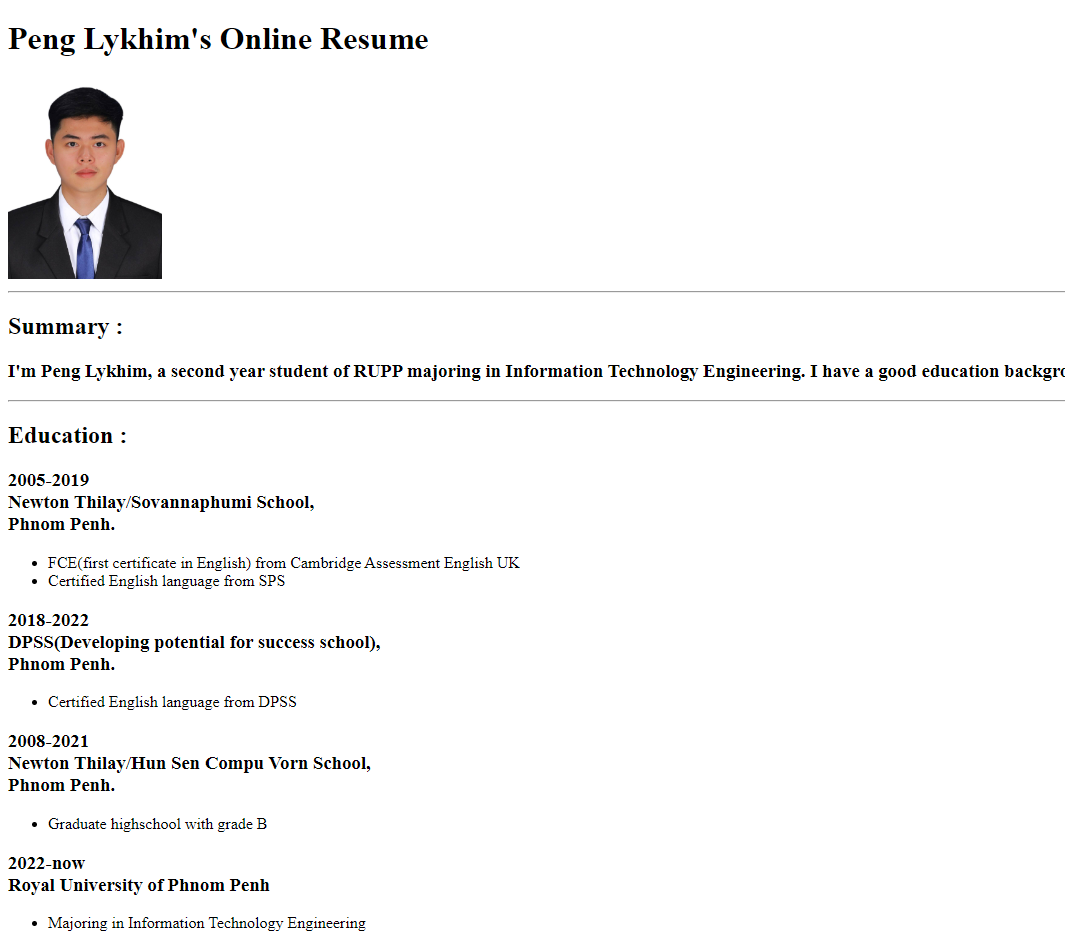 Peng Lykhim's Online Resume
Summary :
I'm Peng Lykhim, a second year student of RUPP majoring in Information Technology Engineering. I have a good education
Education :
2005-2019
Newton Thilay/Sovannaphumi School,
Phnom Penh.
FCE(first certificate in English) from Cambridge Assessment English UK
Certified English language from SPS
2018-2022
DPSS(Developing potential for success school),
Phnom Penh.
Certified English language from DPSS
2008-2021
Newton Thilay/Hun Sen Compu Vorn School,
Phnom Penh.
Graduate highschool with grade B
2022-now
Royal University of Phnom Penh
Majoring in Information Technology Engineering